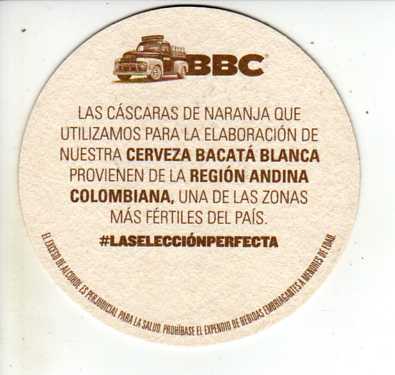 BBC
LAS CÁSCARAS DE NARANJA QUE
UTILIZAMOS PARA LA ELABORACIÓN DE
NUESTRA CERVEZA BACATÁ BLANCA
PROVIENEN DE LA REGIÓN ANDINA
COLOMBIANA, UNA DE LAS ZONAS
MÁS FÉRTILES DEL PAÍS.
#LASELECCIÓNPERFECTA
EL EXCESO DE ALCOHOL ES PERJUDICIAL PARA LA SALUD. PROHÍBASE EL EXPENDIO DE BEBIDAS EMBRIAGANTES A MENORES DE EDAD.